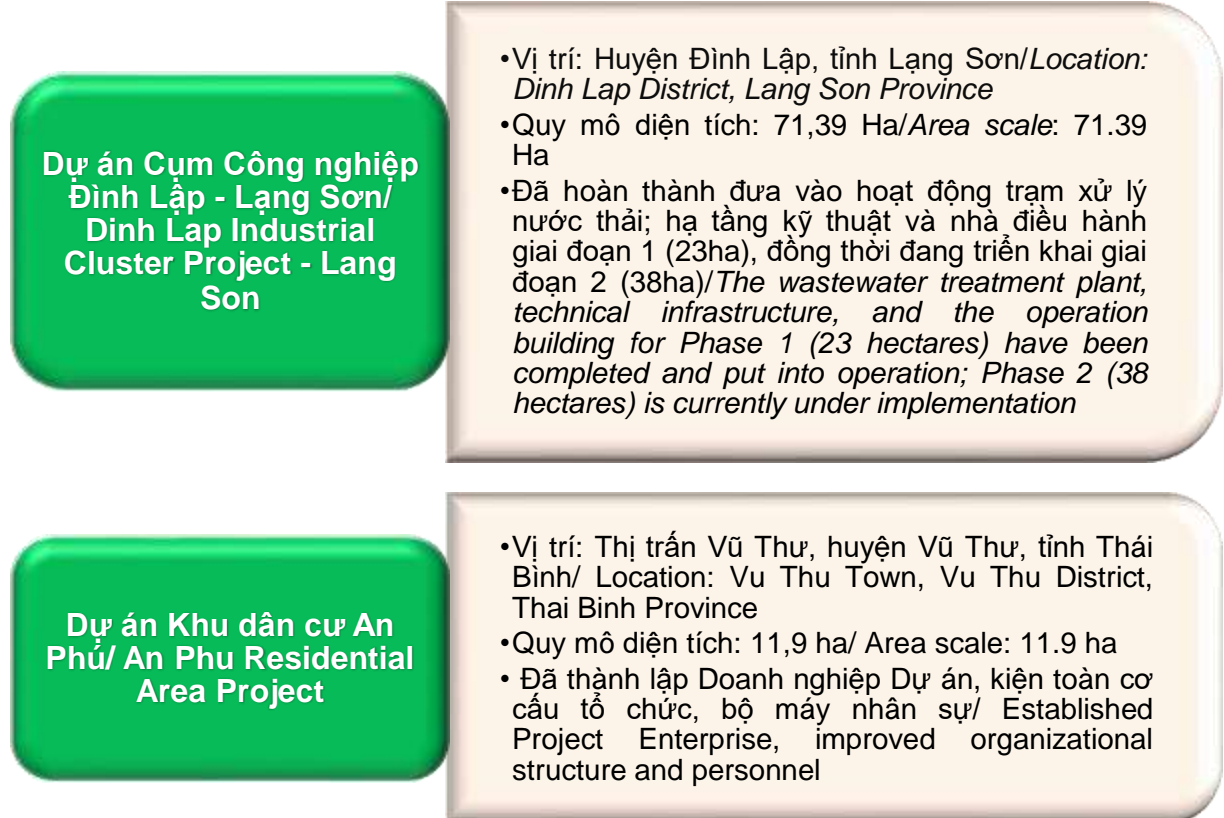 Dự án Cụm Công nghiệp
Đình Lập - Lạng Sơn/
Dinh Lap Industrial
Cluster Project - Lang
Son
•Vị trí: Huyện Đình Lập, tỉnh Lạng Sơn/Location:
Dinh Lap District, Lang Son Province
•Quy mô diện tích: 71,39 Ha/Area scale: 71.39
Ha
•Đã hoàn thành đưa vào hoạt động trạm xử lý
nước thải; hạ tầng kỹ thuật và nhà điều hành
giai đoạn 1 (23ha), đồng thời đang triển khai giai
đoạn 2 (38ha)/The wastewater treatment plant,
technical infrastructure, and the operation
building for Phase 1 (23 hectares) have been
completed and put into operation; Phase 2 (38
hectares) is currently under implementation
Dự án Khu dân cư An
Phú/ An Phu Residential
Area Project
•Vị trí: Thị trấn Vũ Thư, huyện Vũ Thư, tỉnh Thái
Bình/ Location: Vu Thu Town, Vu Thu District,
Thai Binh Province
•Quy mô diện tích: 11,9 ha/ Area scale: 11.9 ha
• Đã thành lập Doanh nghiệp Dự án, kiện toàn cơ
cấu tổ chức, bộ máy nhân sự/ Established
Project Enterprise, improved organizational
structure and personnel